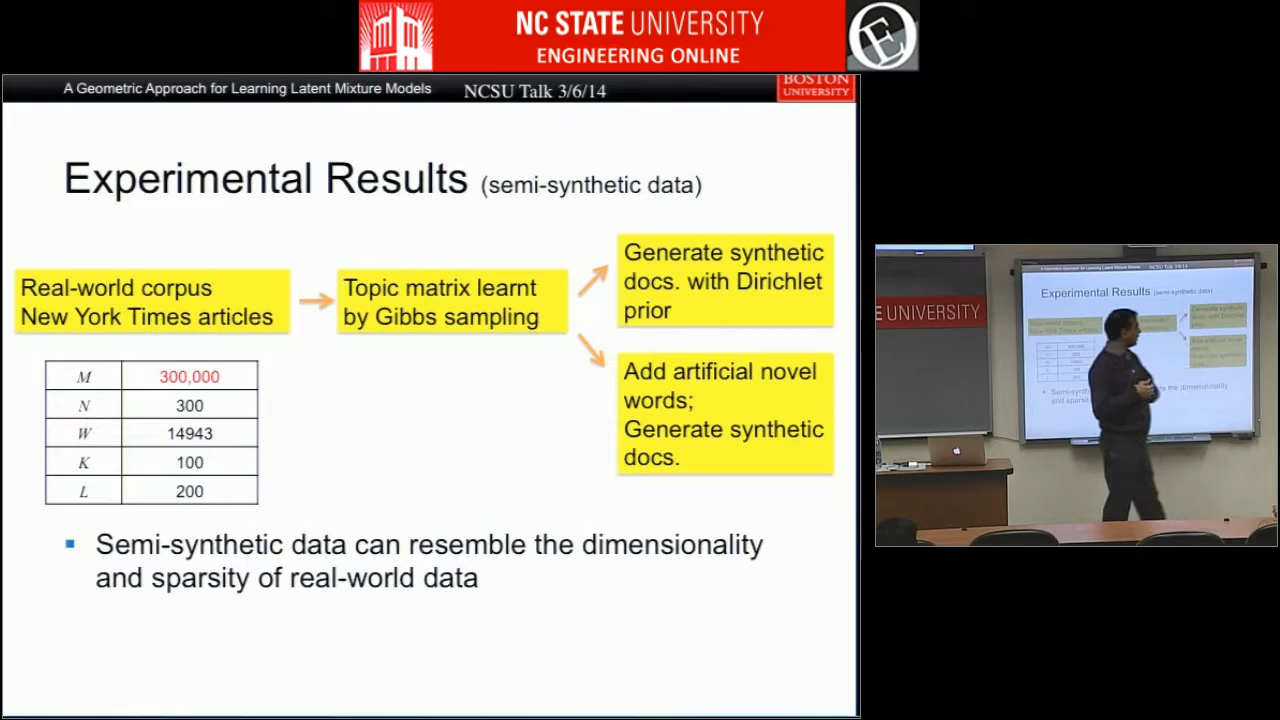 NC STATE UNIVERSITY
ENGINEERING ONLINE
A Geometric Approach for Learning Latent Mixture Models
NCSU Talk 3/6/14
BOSTON
UNIVERSITY
Experimental Results (semi-synthetic data)
Real-world corpus
New York Times articles
Topic matrix learnt
by Gibbs sampling
Generate synthetic
docs. with Dirichlet
prior
Add artificial novel
words;
Generate synthetic
docs.
M 300,000
N 300
W 14943
K 100
L 200
▪ Semi-synthetic data can resemble the dimensionality
and sparsity of real-world data
E UNIVERSITY
Experimental Results (semi-synthetic data)